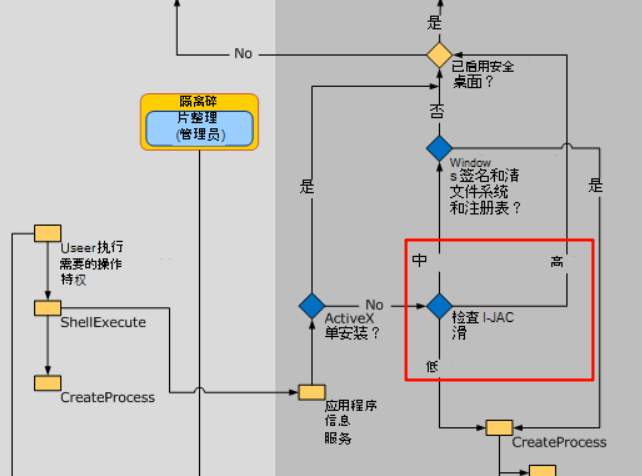 是
No
已启用安全
桌面？
隔离碎
片整理
(管理员)
否
Window
s 签名和清
文件系统
和注册表？
是
是
Useer执行
需要的操作
特权
中
高
No
ActiveX
单安装？
检查 I-JAC
滑
ShellExecute
低
CreateProcess
应用程序
信息
服务
CreateProcess